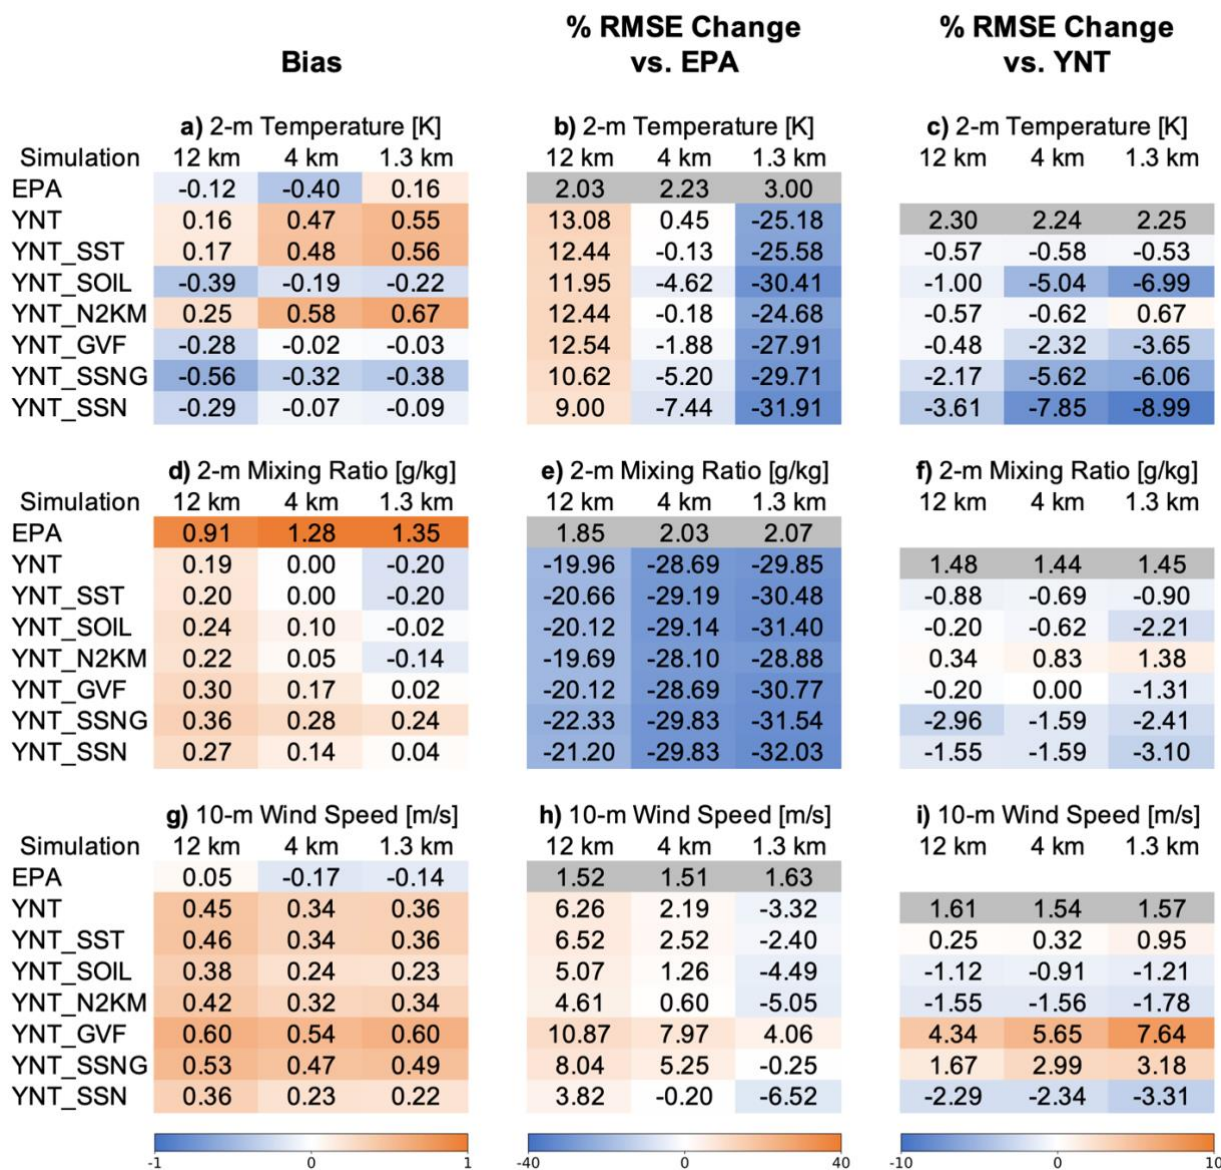 Bias % RMSE Change vs. EPA % RMSE Change vs. YNT
a) 2-m Temperature [K] b) 2-m Temperature [K] c) 2-m Temperature [K]
Simulation 12 km 4 km 1.3 km 12 km 4 km 1.3 km 12 km 4 km 1.3 km
EPA -0.12 -0.40 0.16 2.03 2.23 3.00
YNT 0.16 0.47 0.55 13.08 0.45 -25.18 2.30 2.24 2.25
YNT_SST 0.17 0.48 0.56 12.44 -0.13 -25.58 -0.57 -0.58 -0.53
YNT_SOIL -0.39 -0.19 -0.22 11.95 -4.62 -30.41 -1.00 -5.04 -6.99
YNT_N2KM 0.25 0.58 0.67 12.44 -0.18 -24.68 -0.57 -0.62 0.67
YNT_GVF -0.28 -0.02 -0.03 12.54 -1.88 -27.91 -0.48 -2.32 -3.65
YNT_SSNG -0.56 -0.32 -0.38 10.62 -5.20 -29.71 -2.17 -5.62 -6.06
YNT_SSN -0.29 -0.07 -0.09 9.00 -7.44 -31.91 -3.61 -7.85 -8.99
d) 2-m Mixing Ratio [g/kg] e) 2-m Mixing Ratio [g/kg] f) 2-m Mixing Ratio [g/kg]
Simulation 12 km 4 km 1.3 km 12 km 4 km 1.3 km 12 km 4 km 1.3 km
EPA 0.91 1.28 1.35 1.85 2.03 2.07
YNT 0.19 0.00 -0.20 -19.96 -28.69 -29.85 1.48 1.44 1.45
YNT_SST 0.20 0.00 -0.20 -20.66 -29.19 -30.48 -0.88 -0.69 -0.90
YNT_SOIL 0.24 0.10 -0.02 -20.12 -29.14 -31.40 -0.20 -0.62 -2.21
YNT_N2KM 0.22 0.05 -0.14 -19.69 -28.10 -28.88 0.34 0.83 1.38
YNT_GVF 0.30 0.17 0.02 -20.12 -28.69 -30.77 -0.20 0.00 -1.31
YNT_SSNG 0.36 0.28 0.24 -22.33 -29.83 -31.54 -2.96 -1.59 -2.41
YNT_SSN 0.27 0.14 0.04 -21.20 -29.83 -32.03 -1.55 -1.59 -3.10
g) 10-m Wind Speed [m/s] h) 10-m Wind Speed [m/s] i) 10-m Wind Speed [m/s]
Simulation 12 km 4 km 1.3 km 12 km 4 km 1.3 km 12 km 4 km 1.3 km
EPA 0.05 -0.17 -0.14 1.52 1.51 1.63
YNT 0.45 0.34 0.36 6.26 2.19 -3.32 1.61 1.54 1.57
YNT_SST 0.46 0.34 0.36 6.52 2.52 -2.40 0.25 0.32 0.95
YNT_SOIL 0.38 0.24 0.23 5.07 1.26 -4.49 -1.12 -0.91 -1.21
YNT_N2KM 0.42 0.32 0.34 4.61 0.60 -5.05 -1.55 -1.56 -1.78
YNT_GVF 0.60 0.54 0.60 10.87 7.97 4.06 4.34 5.65 7.64
YNT_SSNG 0.53 0.47 0.49 8.04 5.25 -0.25 1.67 2.99 3.18
YNT_SSN 0.36 0.23 0.22 3.82 -0.20 -6.52 -2.29 -2.34 -3.31
-1 0 1 -40 0 40 -10 0 10